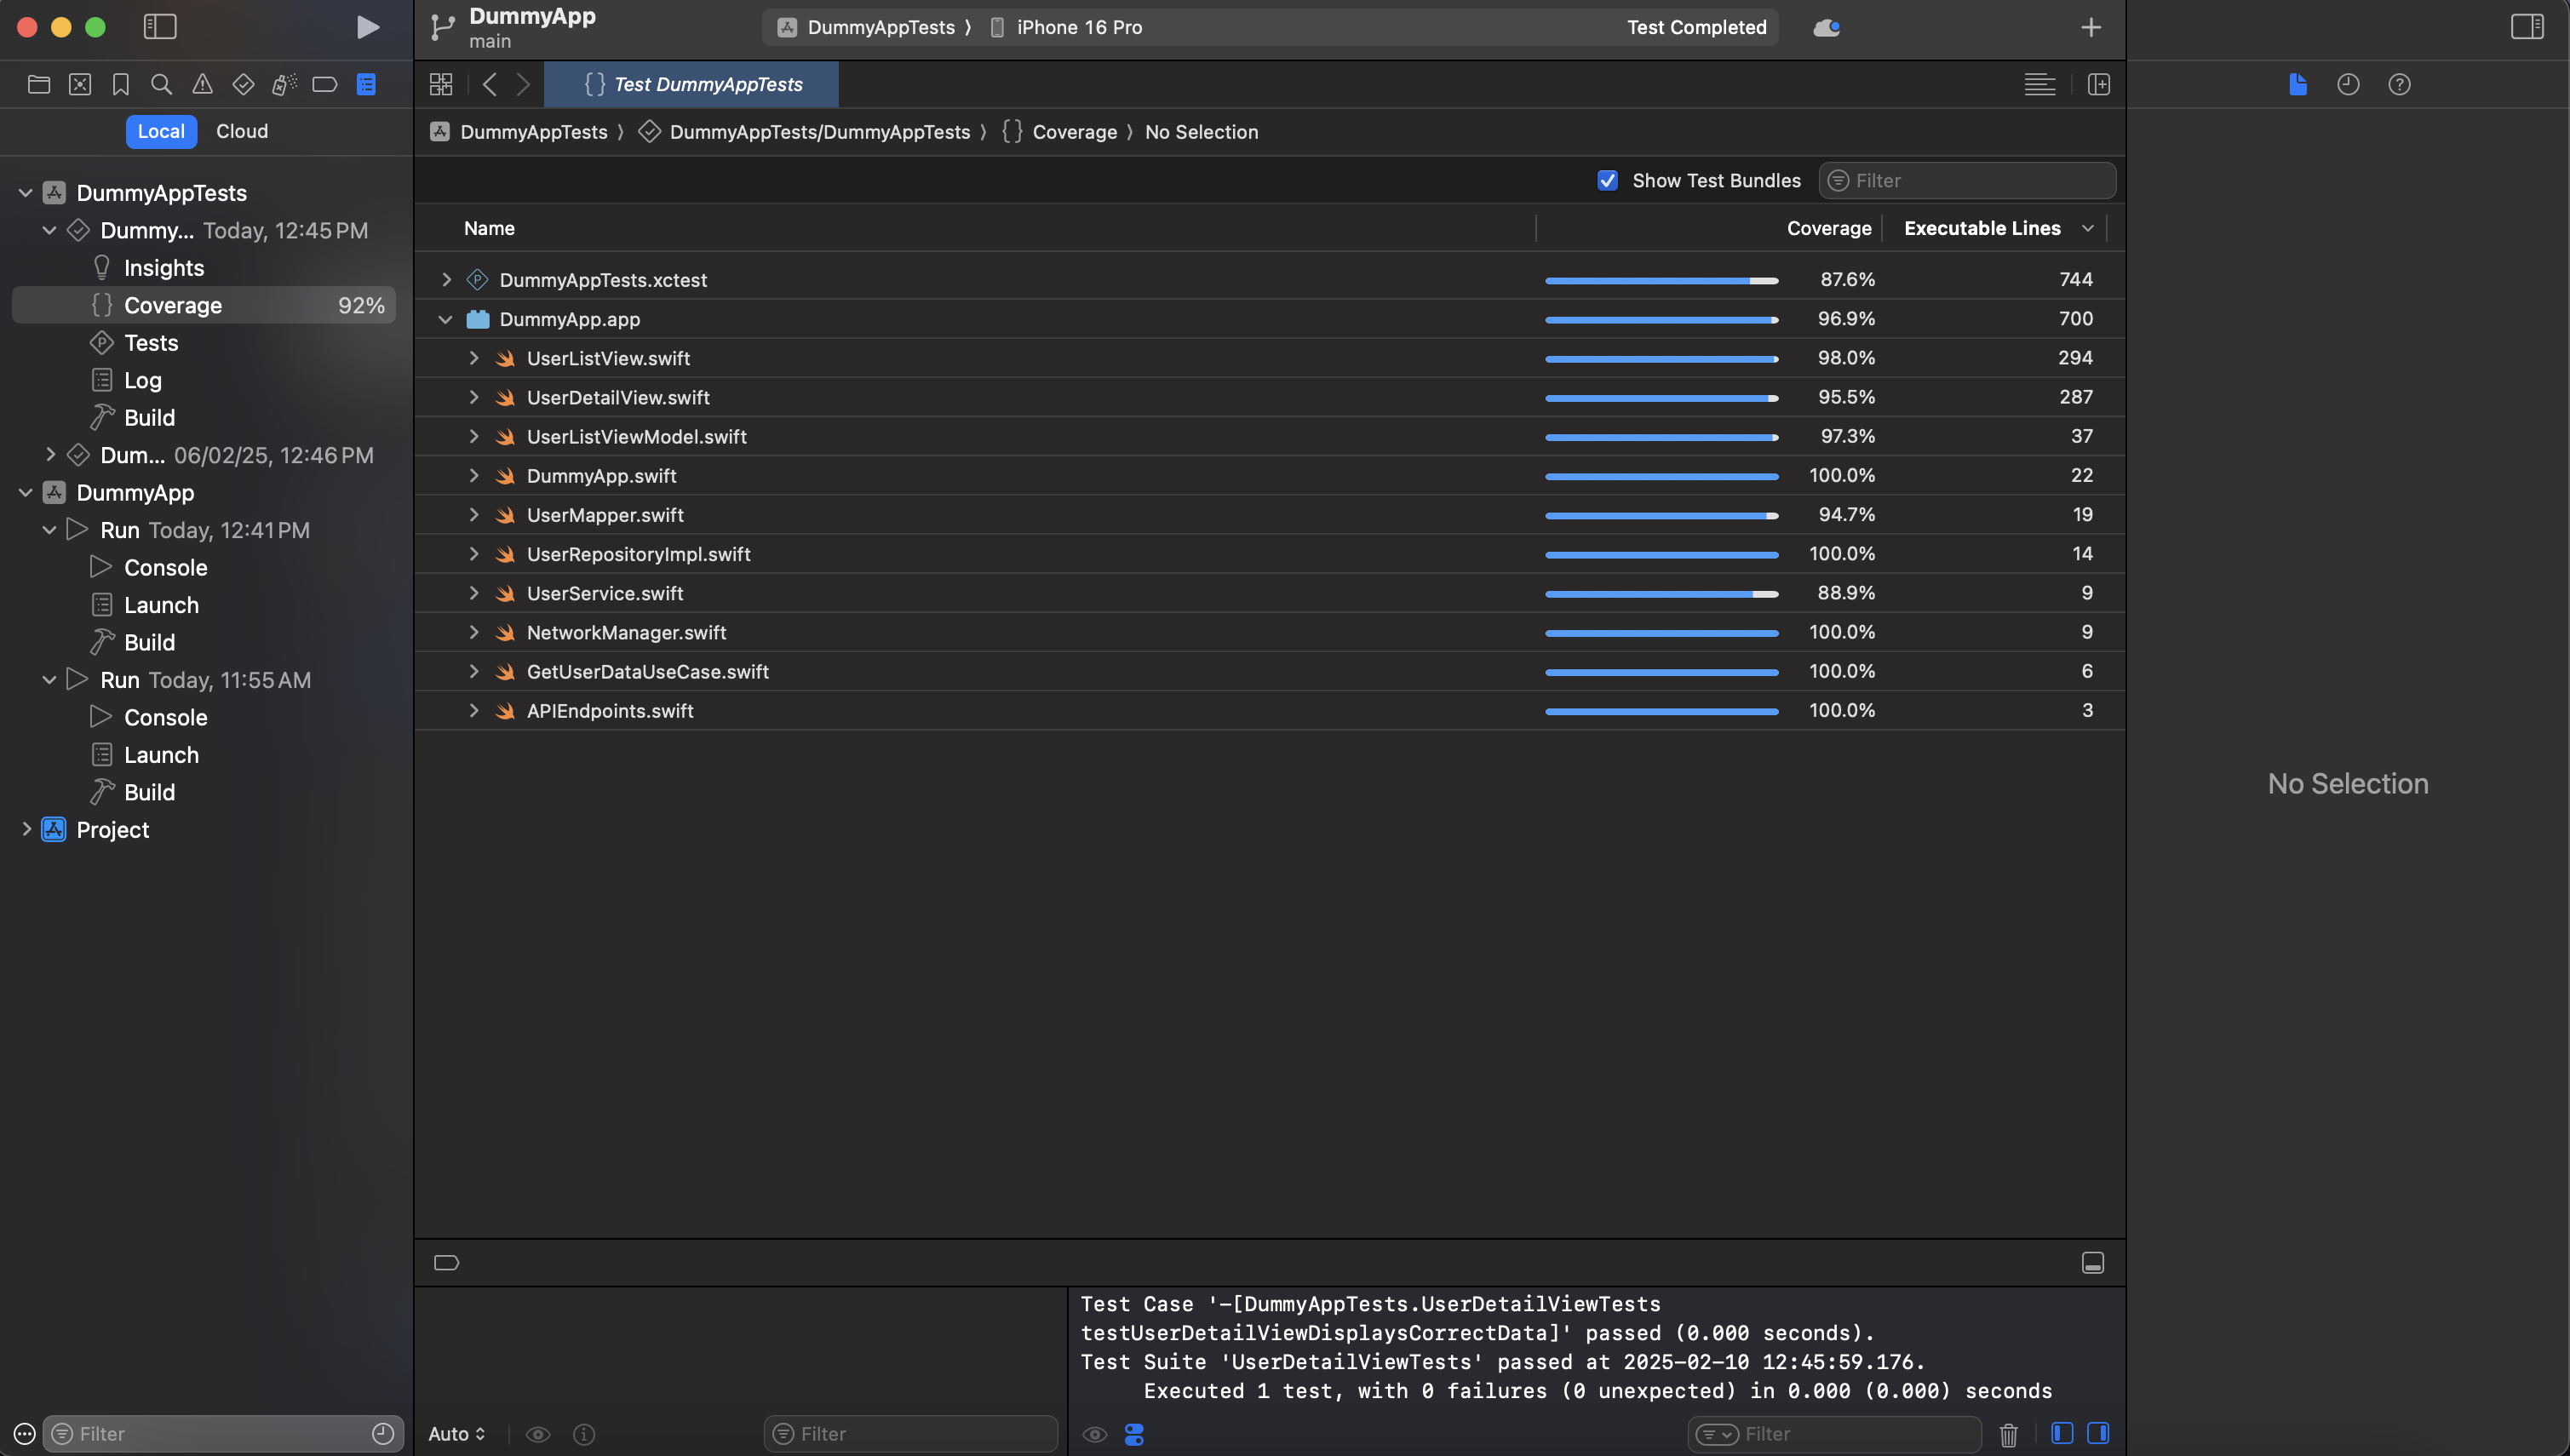 DummyApp
main
DummyAppTests
iPhone 16 Pro
Test Completed
Test DummyAppTests
Local
Cloud
DummyAppTests
DummyAppTests/DummyAppTests
Coverage
No Selection
Show Test Bundles
Filter
DummyAppTests
Dummy... Today, 12:45 PM
Insights
Coverage 92%
Tests
Log
Build
Dum... 06/02/25, 12:46 PM
DummyApp
Run Today, 12:41 PM
Console
Launch
Build
Run Today, 11:55 AM
Console
Launch
Build
Project
Filter
Name Coverage Executable Lines
DummyAppTests.xctest 87.6% 744
DummyApp.app 96.9% 700
UserListView.swift 98.0% 294
UserDetailView.swift 95.5% 287
UserListViewModel.swift 97.3% 37
DummyApp.swift 100.0% 22
UserMapper.swift 94.7% 19
UserRepositoryImpl.swift 100.0% 14
UserService.swift 88.9% 9
NetworkManager.swift 100.0% 9
GetUserDataUseCase.swift 100.0% 6
APIEndpoints.swift 100.0% 3
No Selection
Test Case '-[DummyAppTests.UserDetailViewTests
testUserDetailViewDisplaysCorrectData]' passed (0.000 seconds).
Test Suite 'UserDetailViewTests' passed at 2025-02-10 12:45:59.176.
Executed 1 test, with 0 failures (0 unexpected) in 0.000 (0.000) seconds
Auto
Filter
Filter